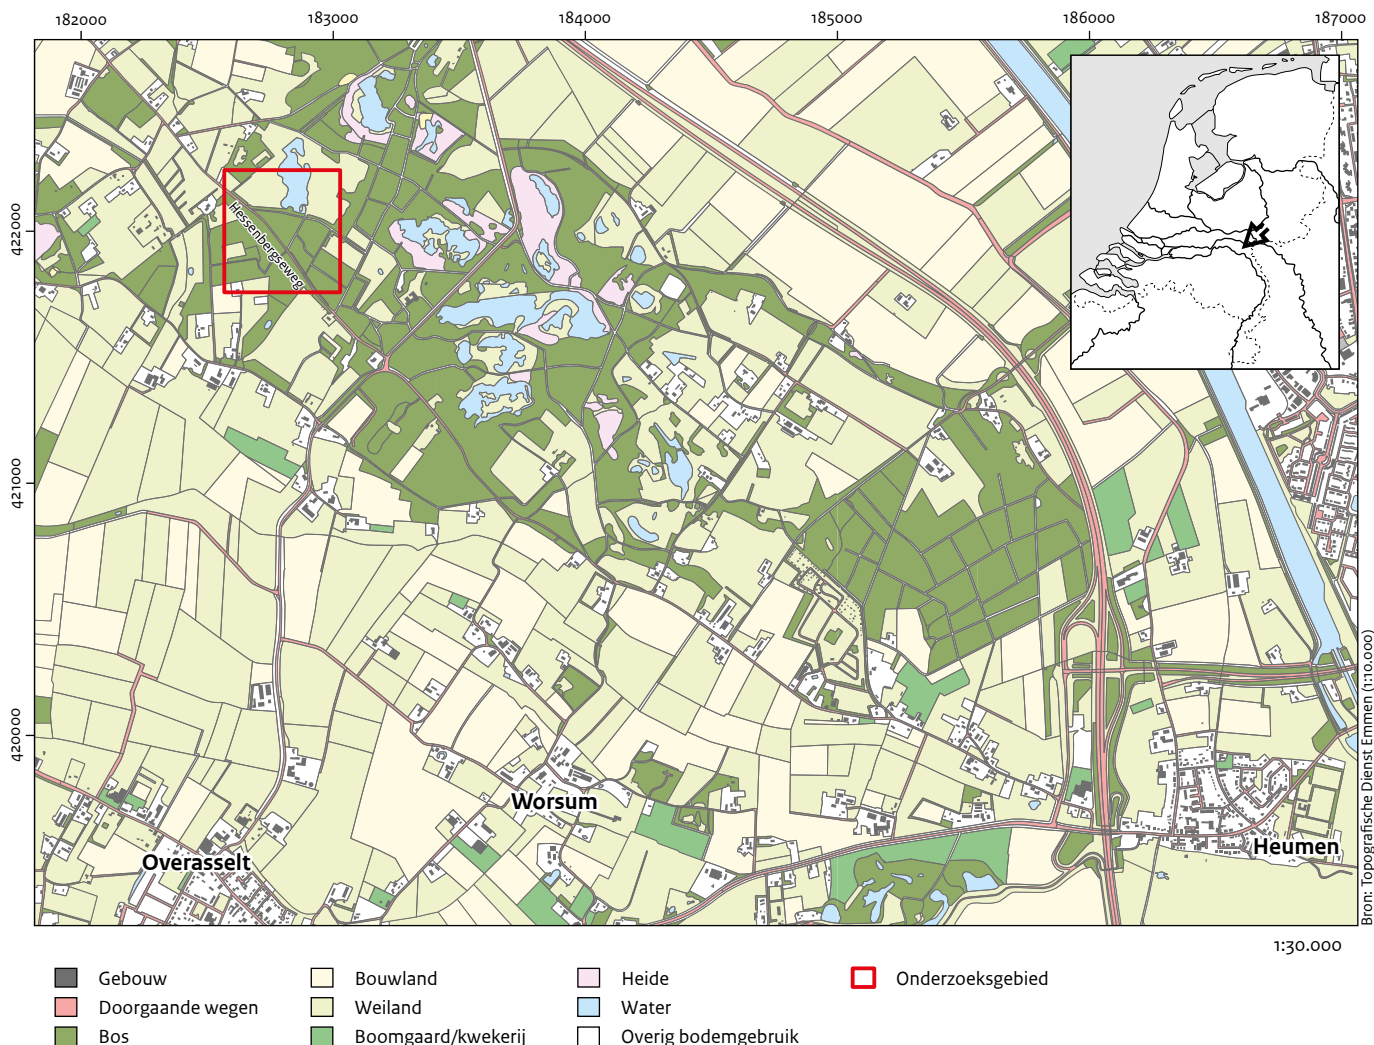 182000 183000 184000 185000 186000 187000
422000
421000
420000
Hessenbergseweg
Worsum
Overasselt
Heumen
Bron: Topografische Dienst Emmen (1:10.000)
1:30.000
Gebouw Bouwland Heide Onderzoeksgebied
Doorgaande wegen Weiland Water
Bos Boomgaard/kwekerij Overig bodemgebruik